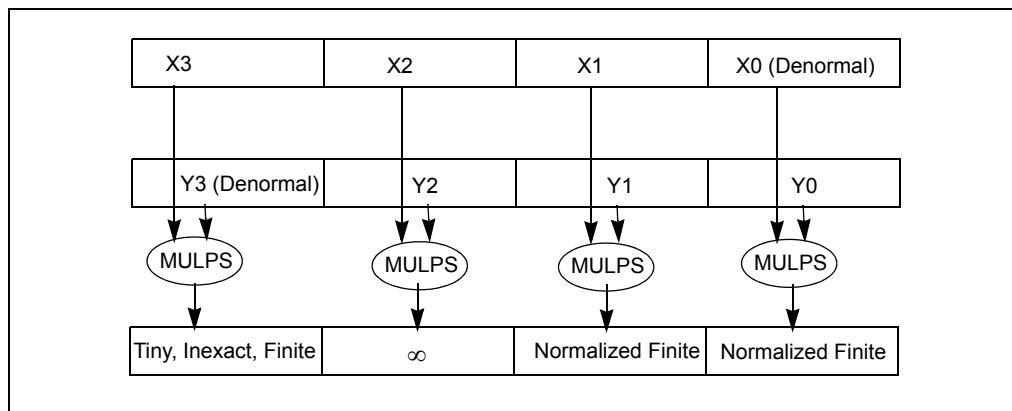 X3 X2 X1 X0 (Denormal)
Y3 (Denormal) Y2 Y1 Y0
MULPS MULPS MULPS MULPS
Tiny, Inexact, Finite ∞ Normalized Finite Normalized Finite